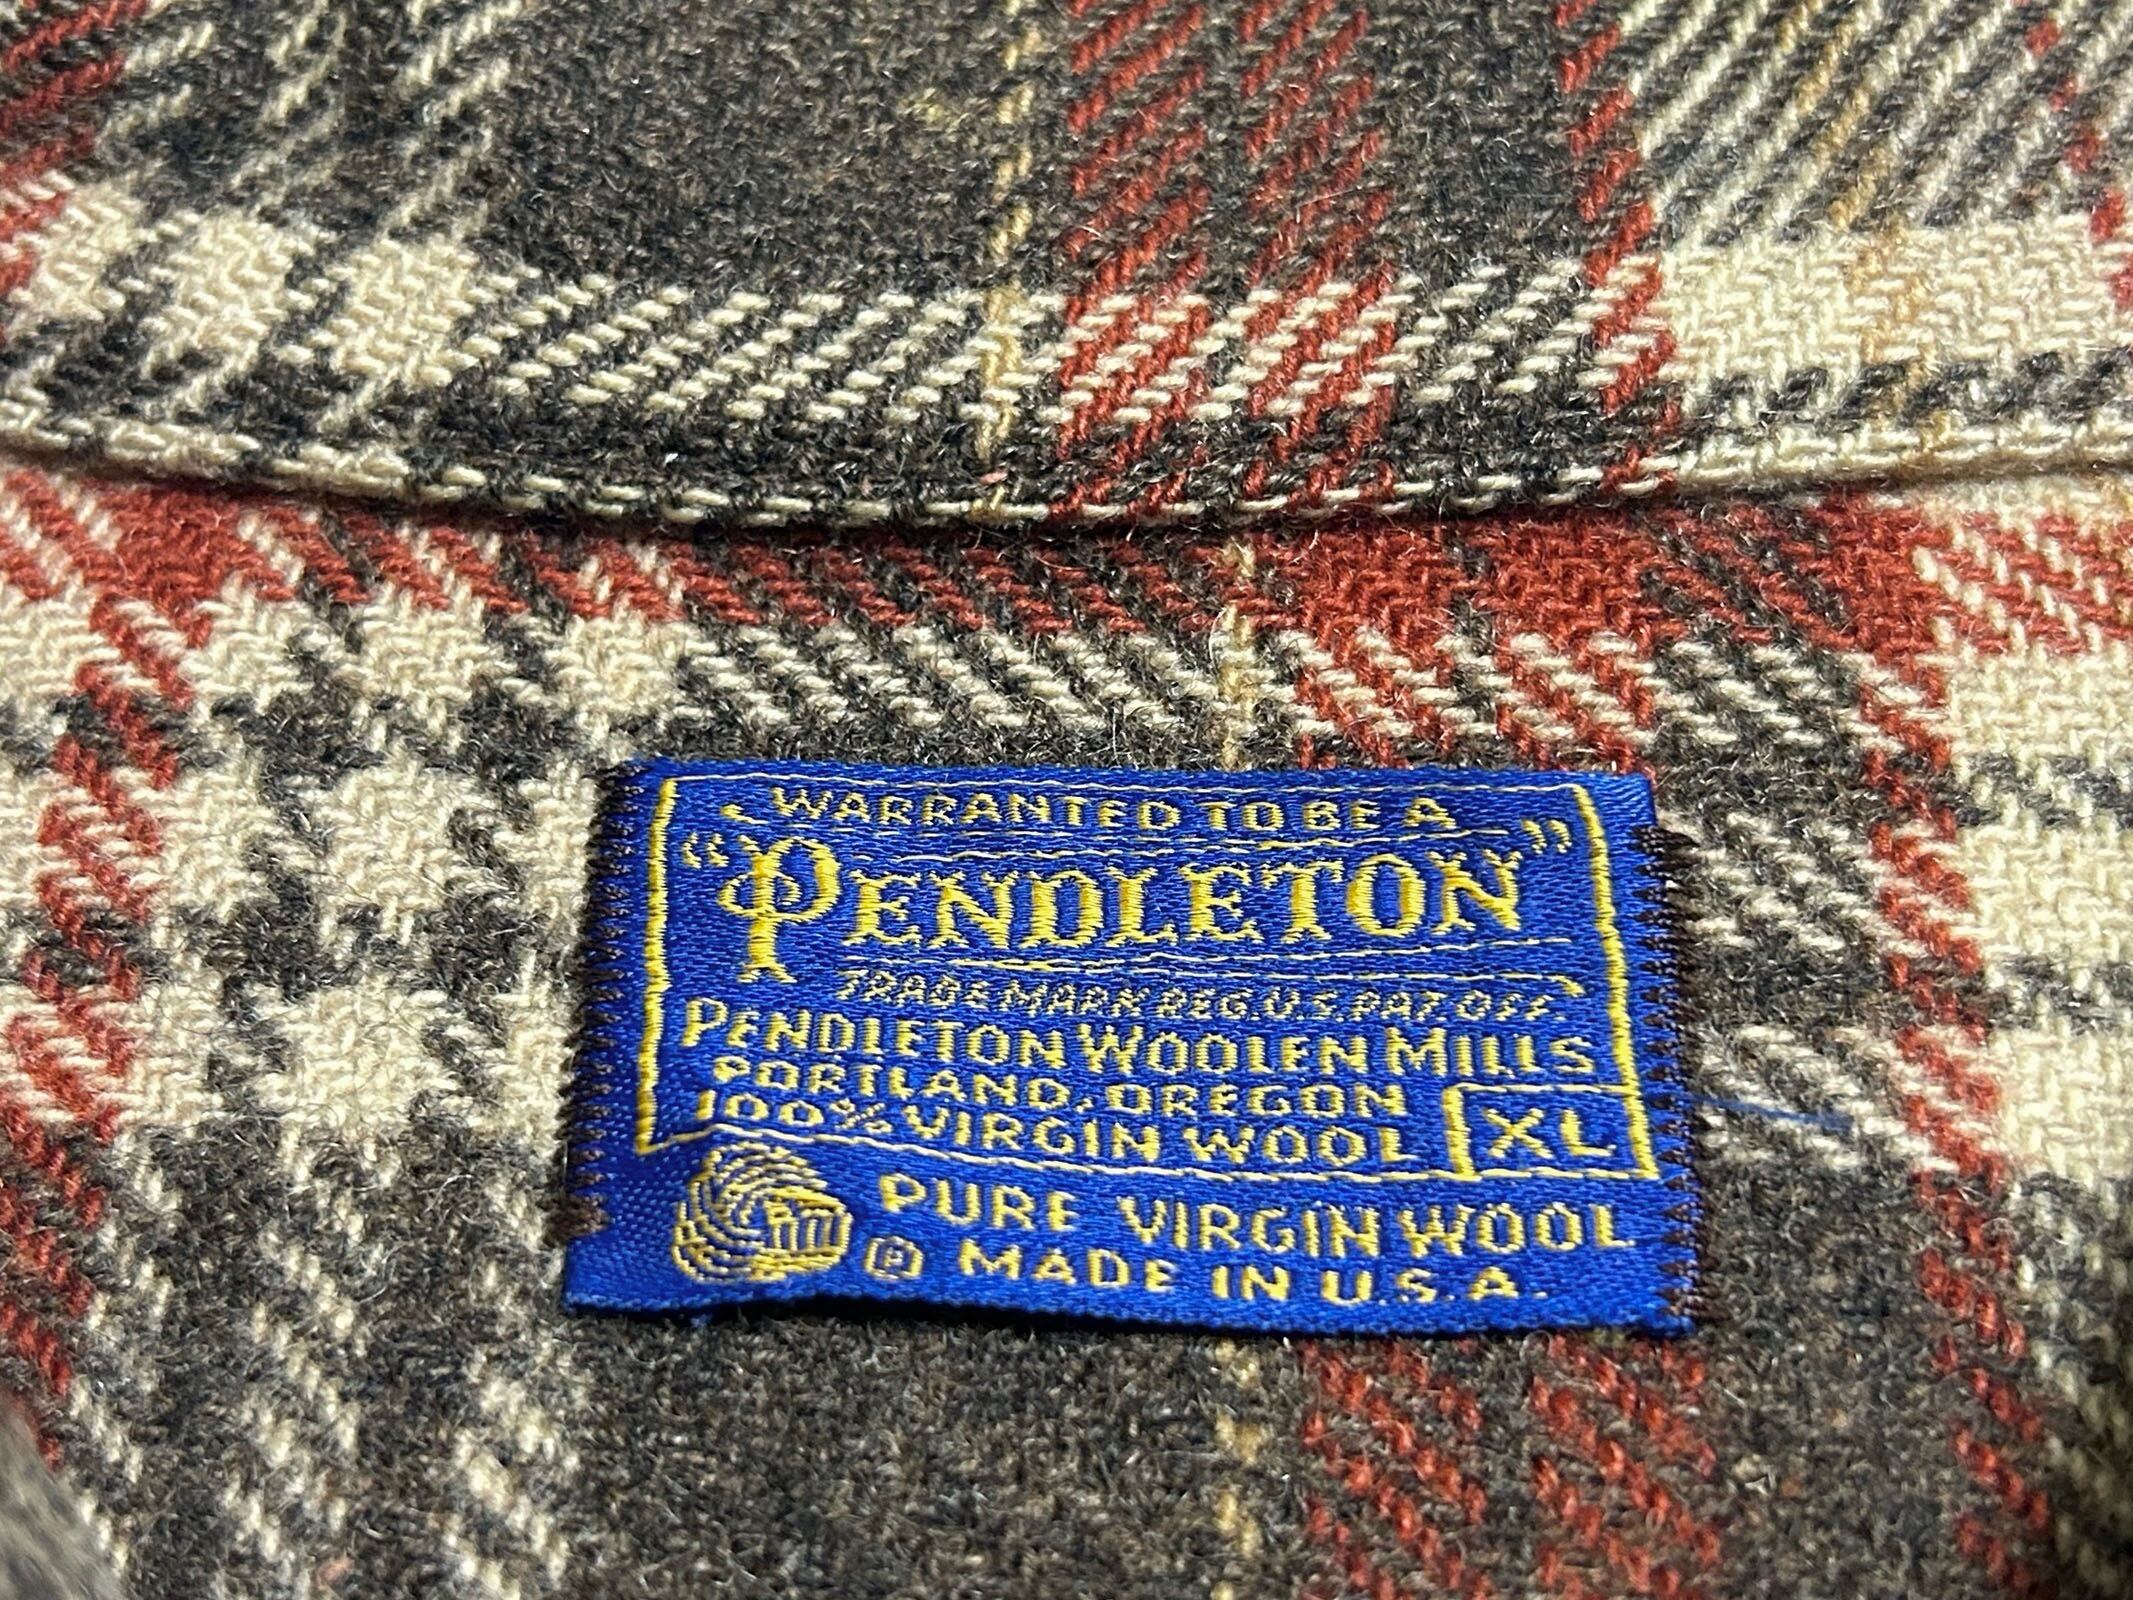 WARRANTED TO BE A
"PENDLETON"
TRADE MARK REG. U.S. PAT. OFF.
PENDLETON WOOLEN MILLS
PORTLAND, OREGON
100% VIRGIN WOOL XL
PURE VIRGIN WOOL
® MADE IN U.S.A.